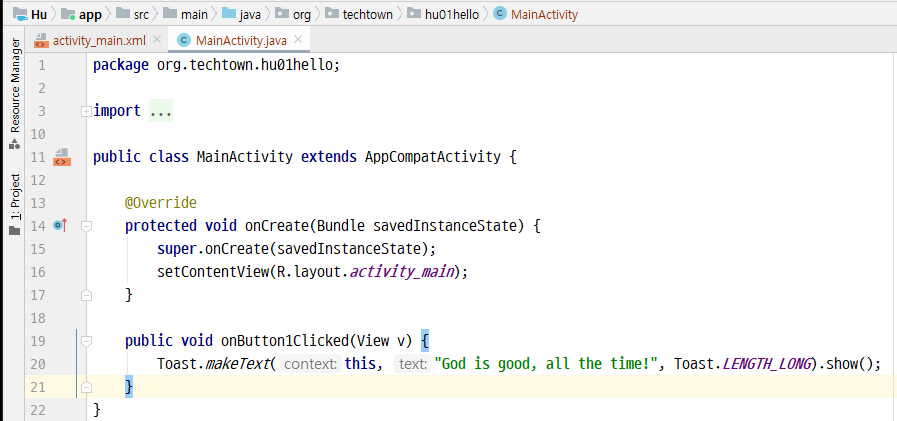 Hu app src main java org techtown hu01hello MainActivity
activity_main.xml MainActivity.java
Resource Manager
1: Project
1 package org.techtown.hu01hello;
2
3 import ...
10
11 public class MainActivity extends AppCompatActivity {
12
13 @Override
14 protected void onCreate(Bundle savedInstanceState) {
15 super.onCreate(savedInstanceState);
16 setContentView(R.layout.activity_main);
17 }
18
19 public void onButton1Clicked(View v) {
20 Toast.makeText( context: this, text: "God is good, all the time!", Toast.LENGTH_LONG).show();
21 }
22 }